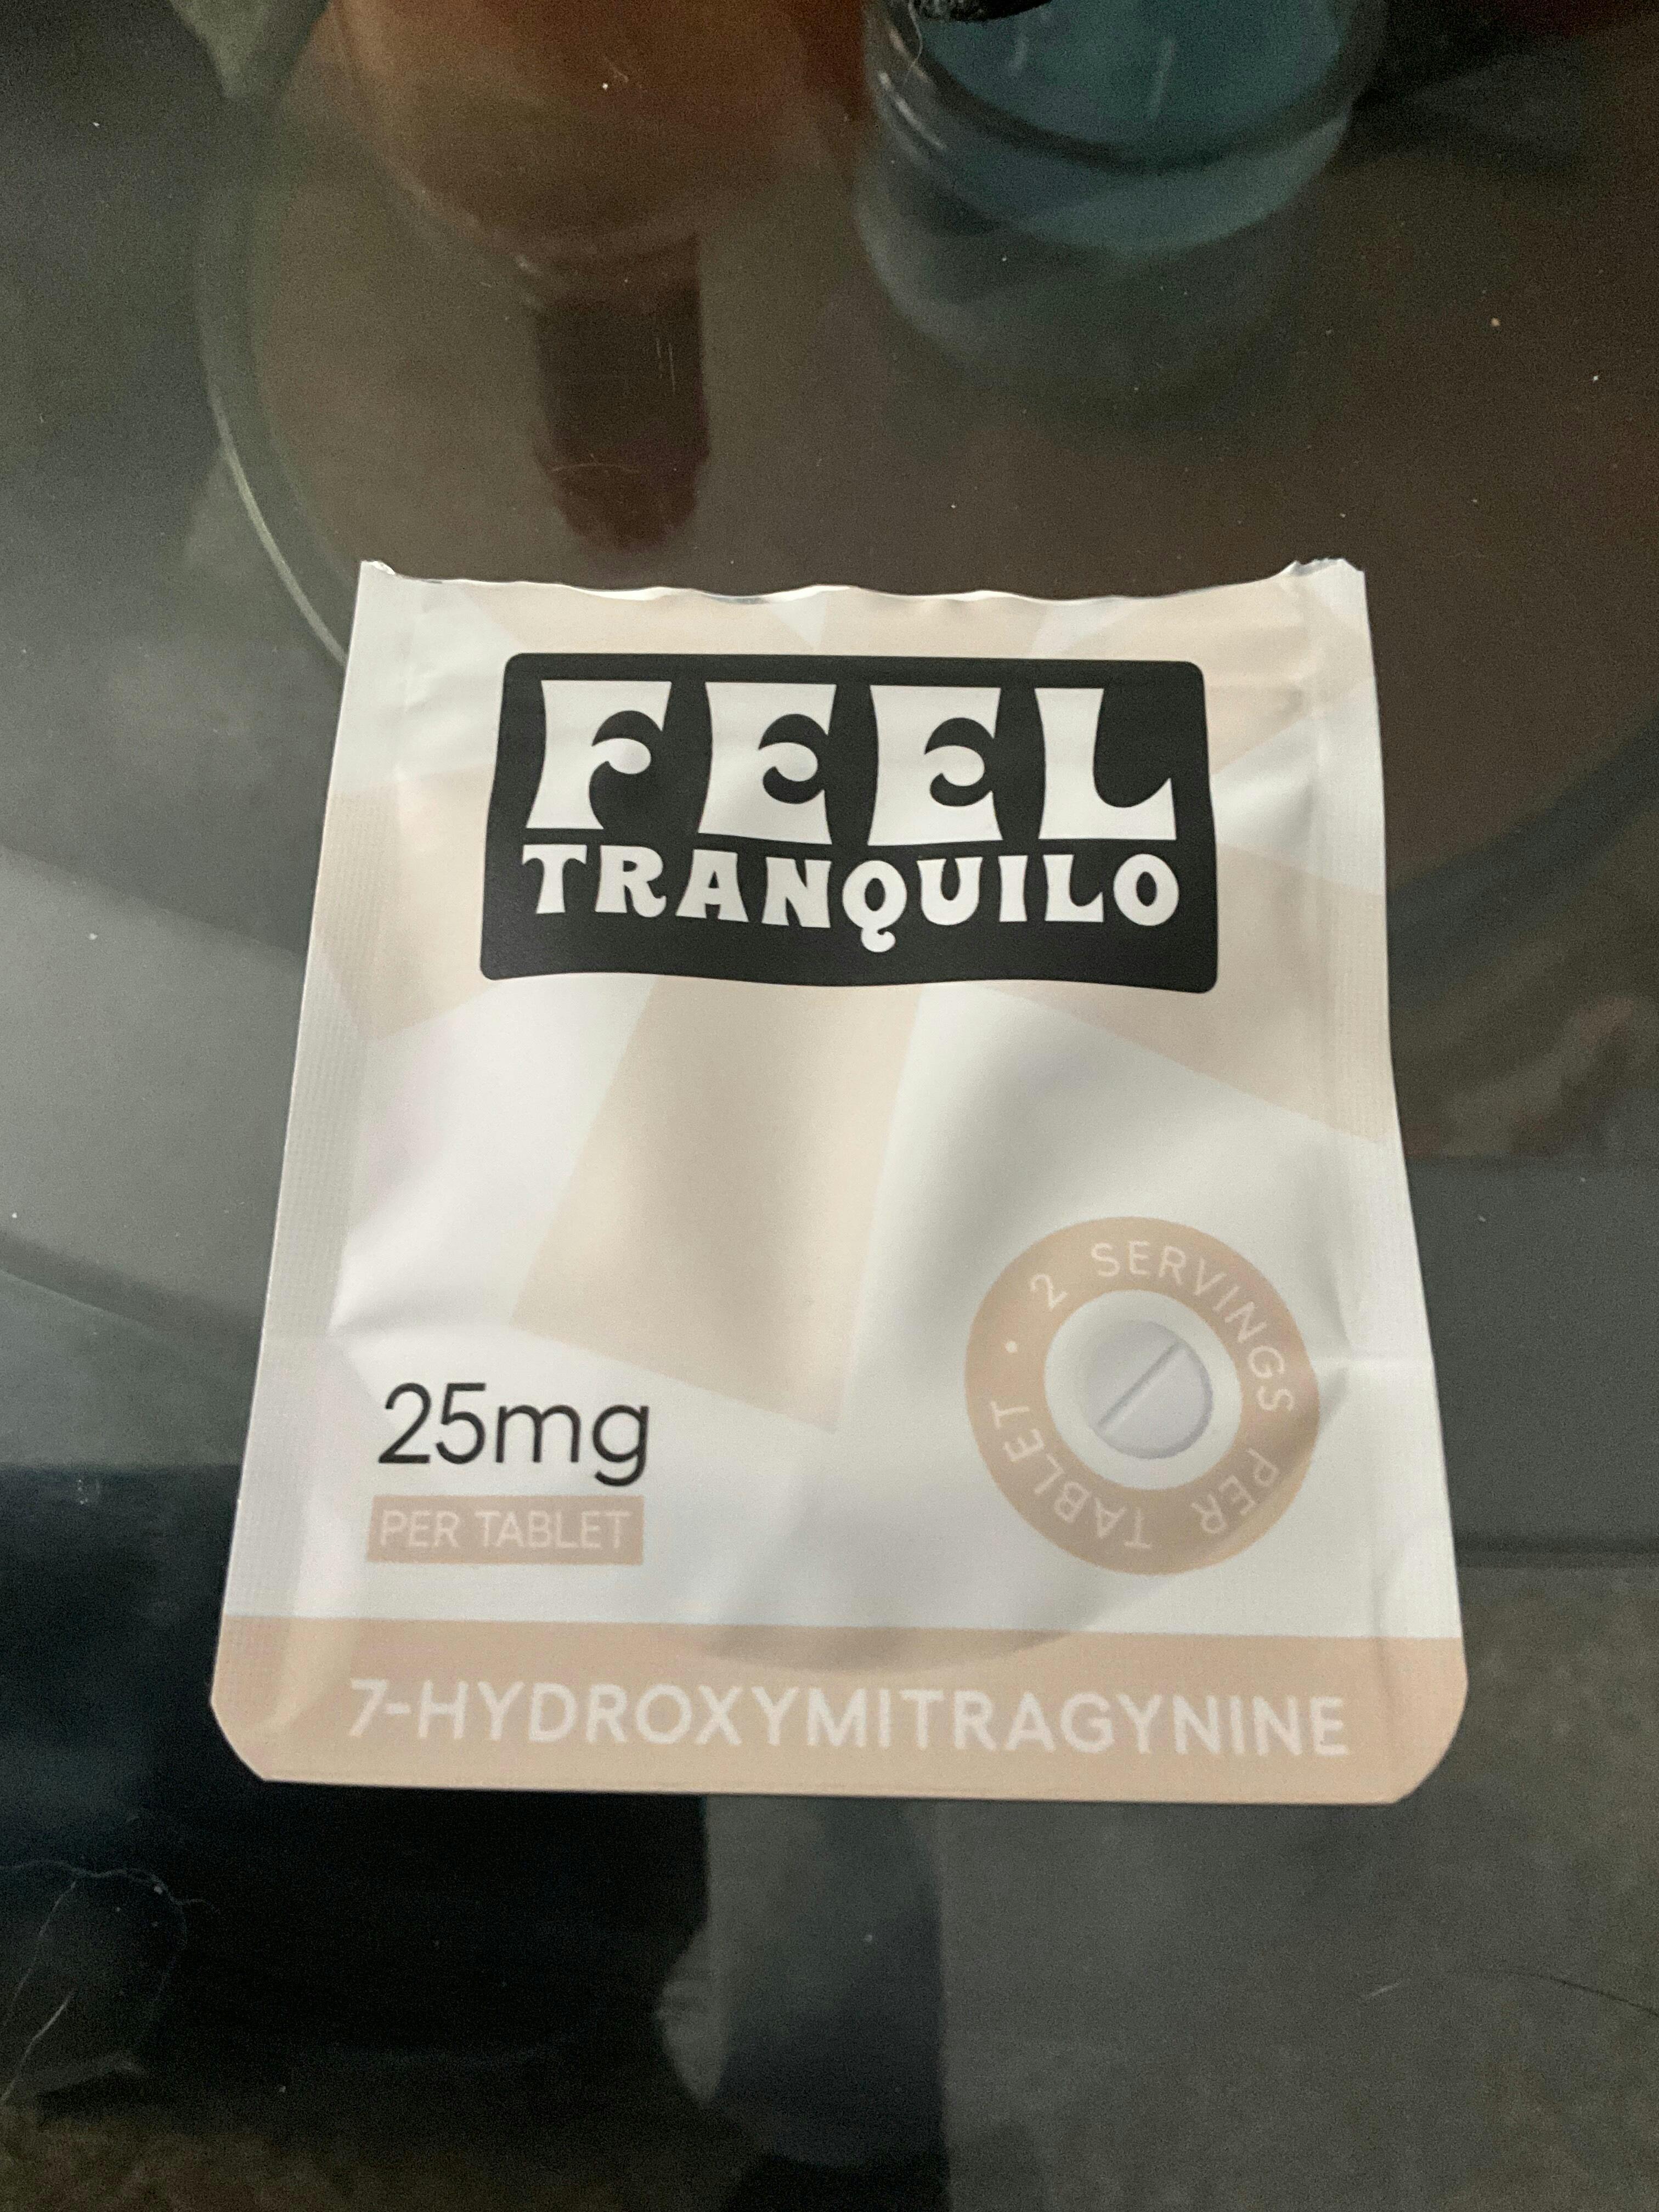 FEEL
TRANQUILO
25mg
PER TABLET
2 SERVINGS PER TABLET •
7-HYDROXYMITRAGYNINE